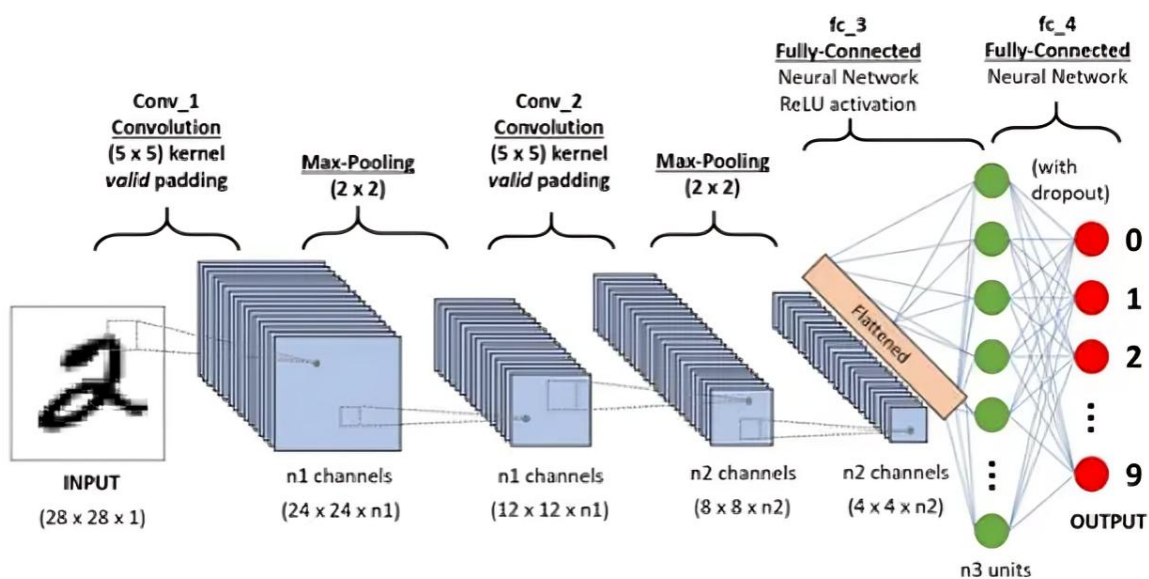 Conv_1
Convolution
(5 x 5) kernel
valid padding
Max-Pooling
(2 x 2)
Conv_2
Convolution
(5 x 5) kernel
valid padding
Max-Pooling
(2 x 2)
fc_3
Fully-Connected
Neural Network
ReLU activation
fc_4
Fully-Connected
Neural Network
(with
dropout)
Flattened
0
1
2
9
2
INPUT
(28 x 28 x 1)
n1 channels
(24 x 24 x n1)
n1 channels
(12 x 12 x n1)
n2 channels
(8 x 8 x n2)
n2 channels
(4 x 4 x n2)
n3 units
OUTPUT